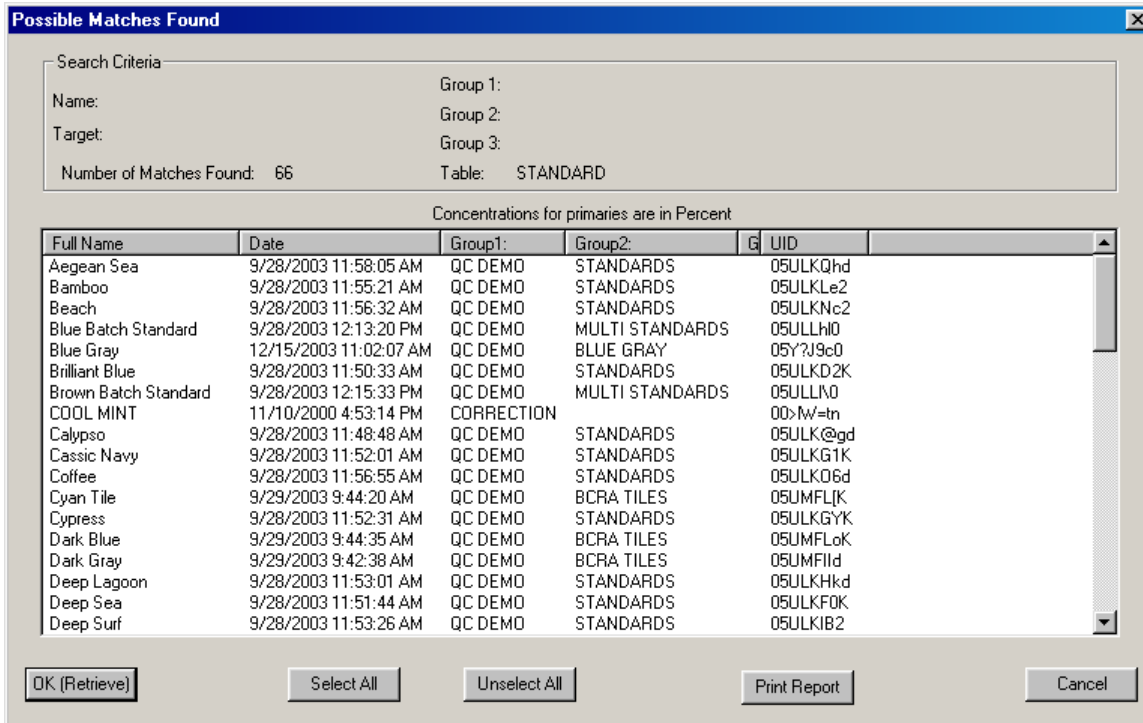 Possible Matches Found
Search Criteria
Name:
Target:
Number of Matches Found: 66
Group 1:
Group 2:
Group 3:
Table: STANDARD
Concentrations for primaries are in Percent
Full Name Date Group1: Group2: G UID
Aegean Sea 9/28/2003 11:58:05 AM QC DEMO STANDARDS 05ULKQhd
Bamboo 9/28/2003 11:55:21 AM QC DEMO STANDARDS 05ULKLe2
Beach 9/28/2003 11:56:32 AM QC DEMO STANDARDS 05ULKNc2
Blue Batch Standard 9/28/2003 12:13:20 PM QC DEMO MULTI STANDARDS
Blue Gray 12/15/2003 11:02:07 AM QC DEMO BLUE GRAY 05Y?J9c0
Brilliant Blue 9/28/2003 11:50:33 AM QC DEMO STANDARDS 05ULKD2K
Brown Batch Standard 9/28/2003 12:15:33 PM QC DEMO MULTI STANDARDS
COOL MINT 11/10/2000 4:53:14 PM CORRECTION
Calypso 9/28/2003 11:48:48 AM QC DEMO STANDARDS 05ULK@gd
Cassic Navy 9/28/2003 11:52:01 AM QC DEMO STANDARDS 05ULKG1K
Coffee 9/28/2003 11:56:55 AM QC DEMO STANDARDS 05ULKO6d
Cyan Tile 9/29/2003 9:44:20 AM QC DEMO BCRA TILES 05UMFL[K
Cypress 9/28/2003 11:52:31 AM QC DEMO STANDARDS 05ULKGYK
Dark Blue 9/29/2003 9:44:35 AM QC DEMO BCRA TILES 05UMFLoK
Dark Gray 9/29/2003 9:42:38 AM QC DEMO BCRA TILES
Deep Lagoon 9/28/2003 11:53:01 AM QC DEMO STANDARDS 05ULKHkd
Deep Sea 9/28/2003 11:51:44 AM QC DEMO STANDARDS 05ULKF0K
Deep Surf 9/28/2003 11:53:26 AM QC DEMO STANDARDS 05ULKIB2
OK (Retrieve) Select All Unselect All Print Report Cancel